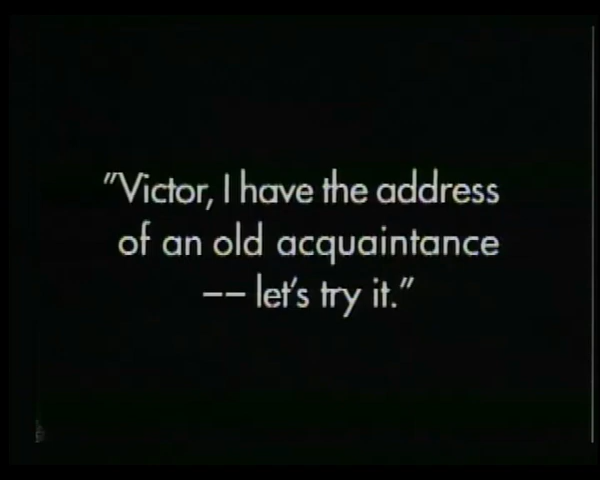 "Victor, I have the address
of an old acquaintance
-- let's try it."